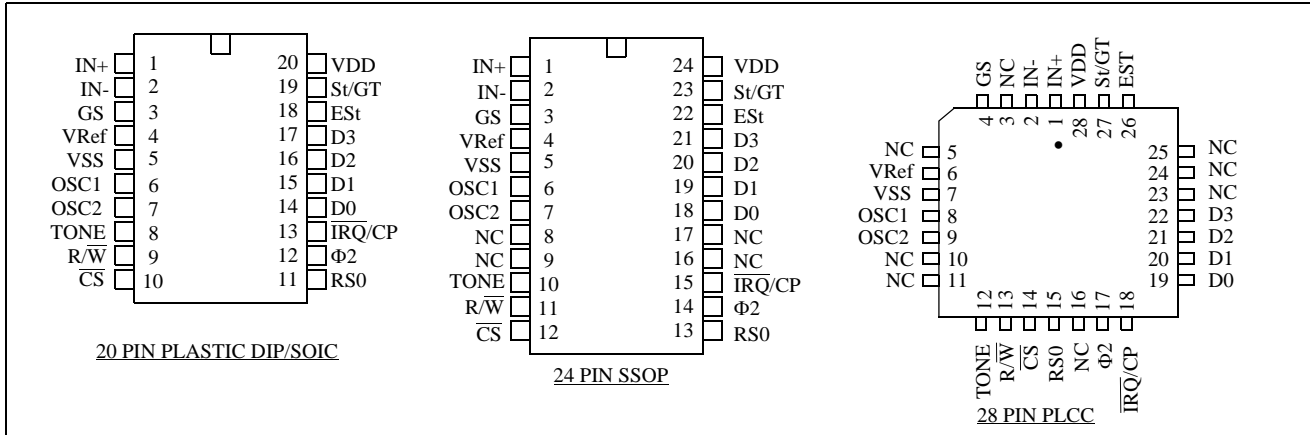 IN+ 1 20 VDD
IN- 2 19 St/GT
GS 3 18 ESt
VRef 4 17 D3
VSS 5 16 D2
OSC1 6 15 D1
OSC2 7 14 D0
TONE 8 13 I̅R̅Q̅/CP
R/W̅ 9 12 Φ2
C̅S̅ 10 11 RS0
20 PIN PLASTIC DIP/SOIC
IN+ 1 24 VDD
IN- 2 23 St/GT
GS 3 22 ESt
VRef 4 21 D3
VSS 5 20 D2
OSC1 6 19 D1
OSC2 7 18 D0
NC 8 17 NC
NC 9 16 NC
TONE 10 15 I̅R̅Q̅/CP
R/W̅ 11 14 Φ2
C̅S̅ 12 13 RS0
24 PIN SSOP
GS NC IN- IN+ VDD St/GT EST
4 3 2 1 28 27 26
NC 5 25 NC
VRef 6 24 NC
VSS 7 23 NC
OSC1 8 22 D3
OSC2 9 21 D2
NC 10 20 D1
NC 11 19 D0
12 13 14 15 16 17 18
TONE R/W̅ C̅S̅ RS0 NC Φ2 I̅R̅Q̅/CP
28 PIN PLCC